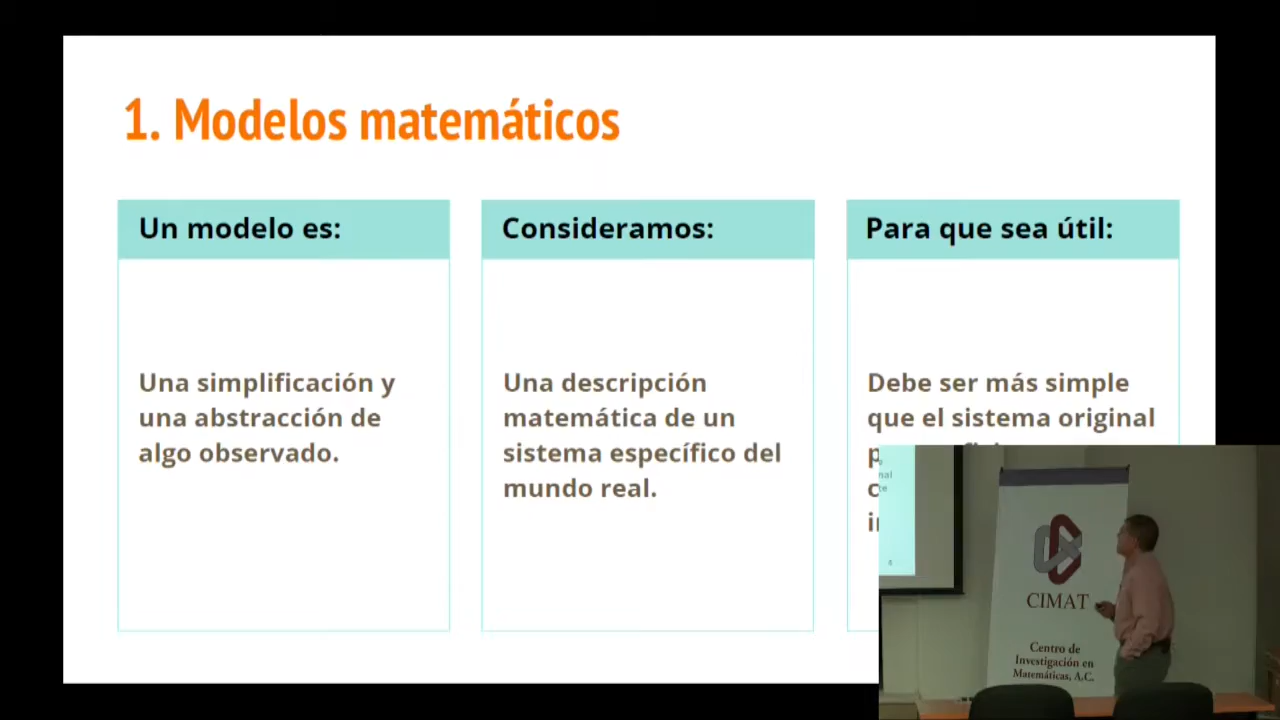 1. Modelos matemáticos
Un modelo es:
Una simplificación y
una abstracción de
algo observado.
Consideramos:
Una descripción
matemática de un
sistema específico del
mundo real.
Para que sea útil:
Debe ser más simple
que el sistema original
CIMAT
Centro de
Investigación en
Matemáticas, A.C.